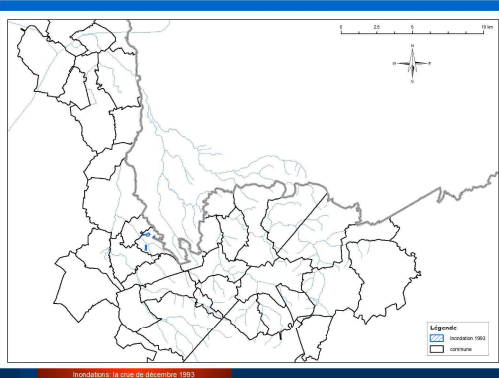 0 2.5 5 10 km
N
W E
S
Légende
Inondation 1993
commune
Inondations: la crue de décembre 1993